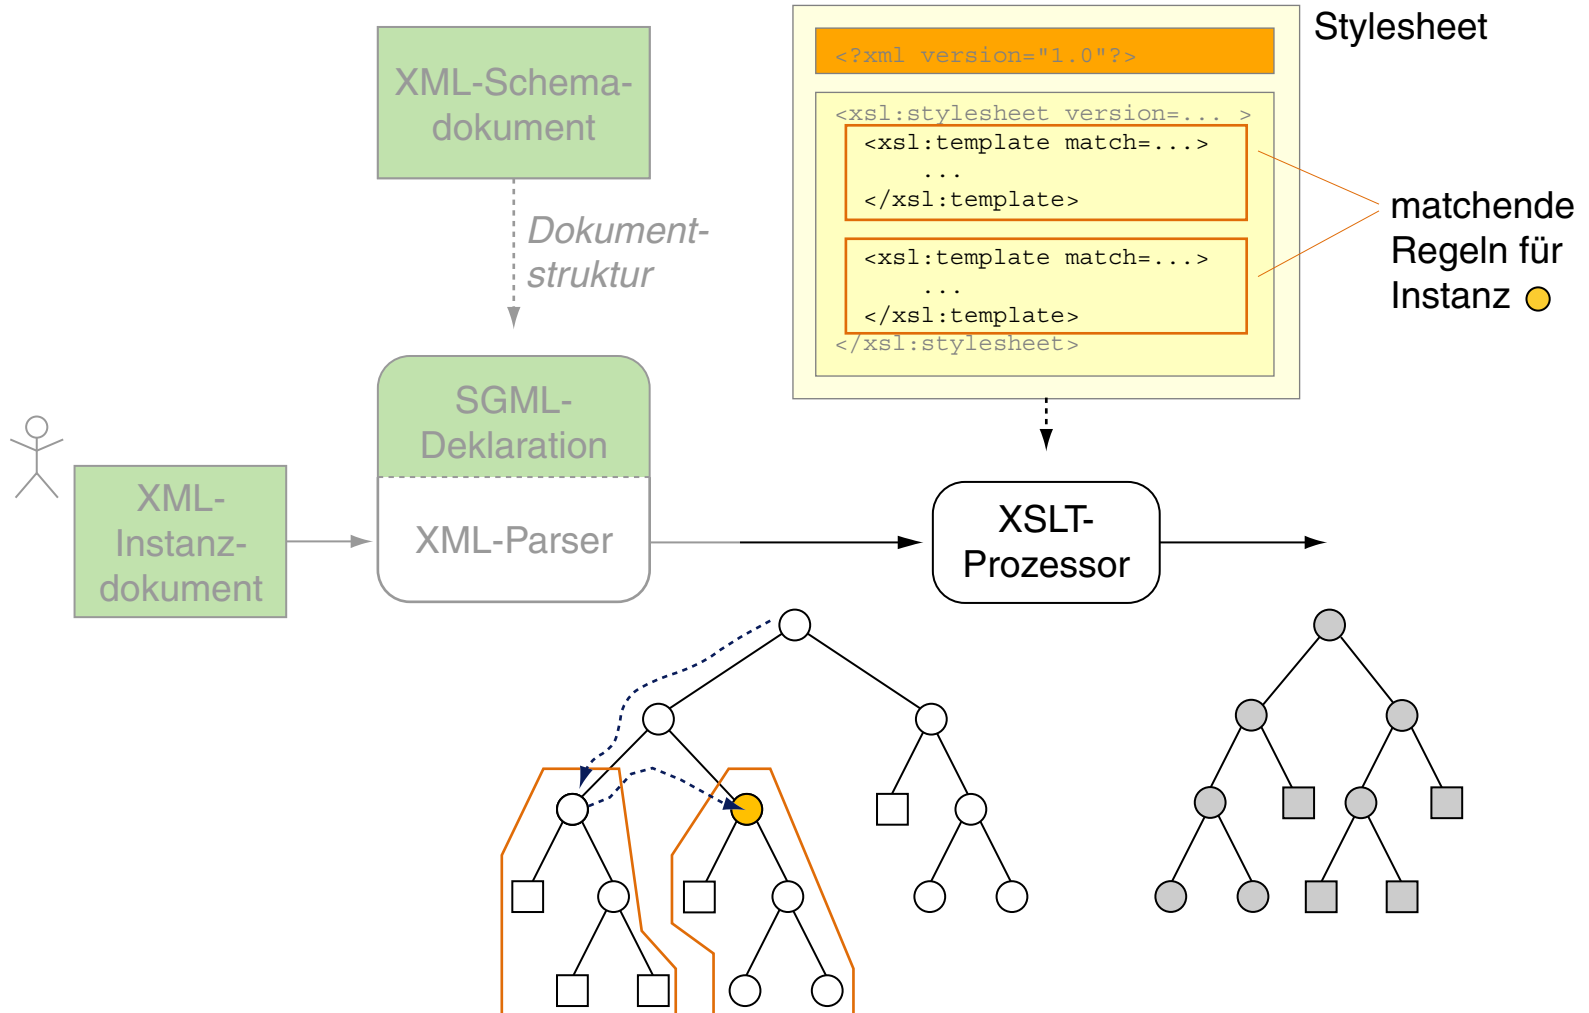 Stylesheet
<?xml version="1.0"?>
<xsl:stylesheet version=... >
<xsl:template match=...>
...
</xsl:template>
<xsl:template match=...>
...
</xsl:template>
</xsl:stylesheet>
matchende
Regeln für
Instanz
XML-Schema-
dokument
Dokument-
struktur
SGML-
Deklaration
XML-Parser
XML-
Instanz-
dokument
XSLT-
Prozessor